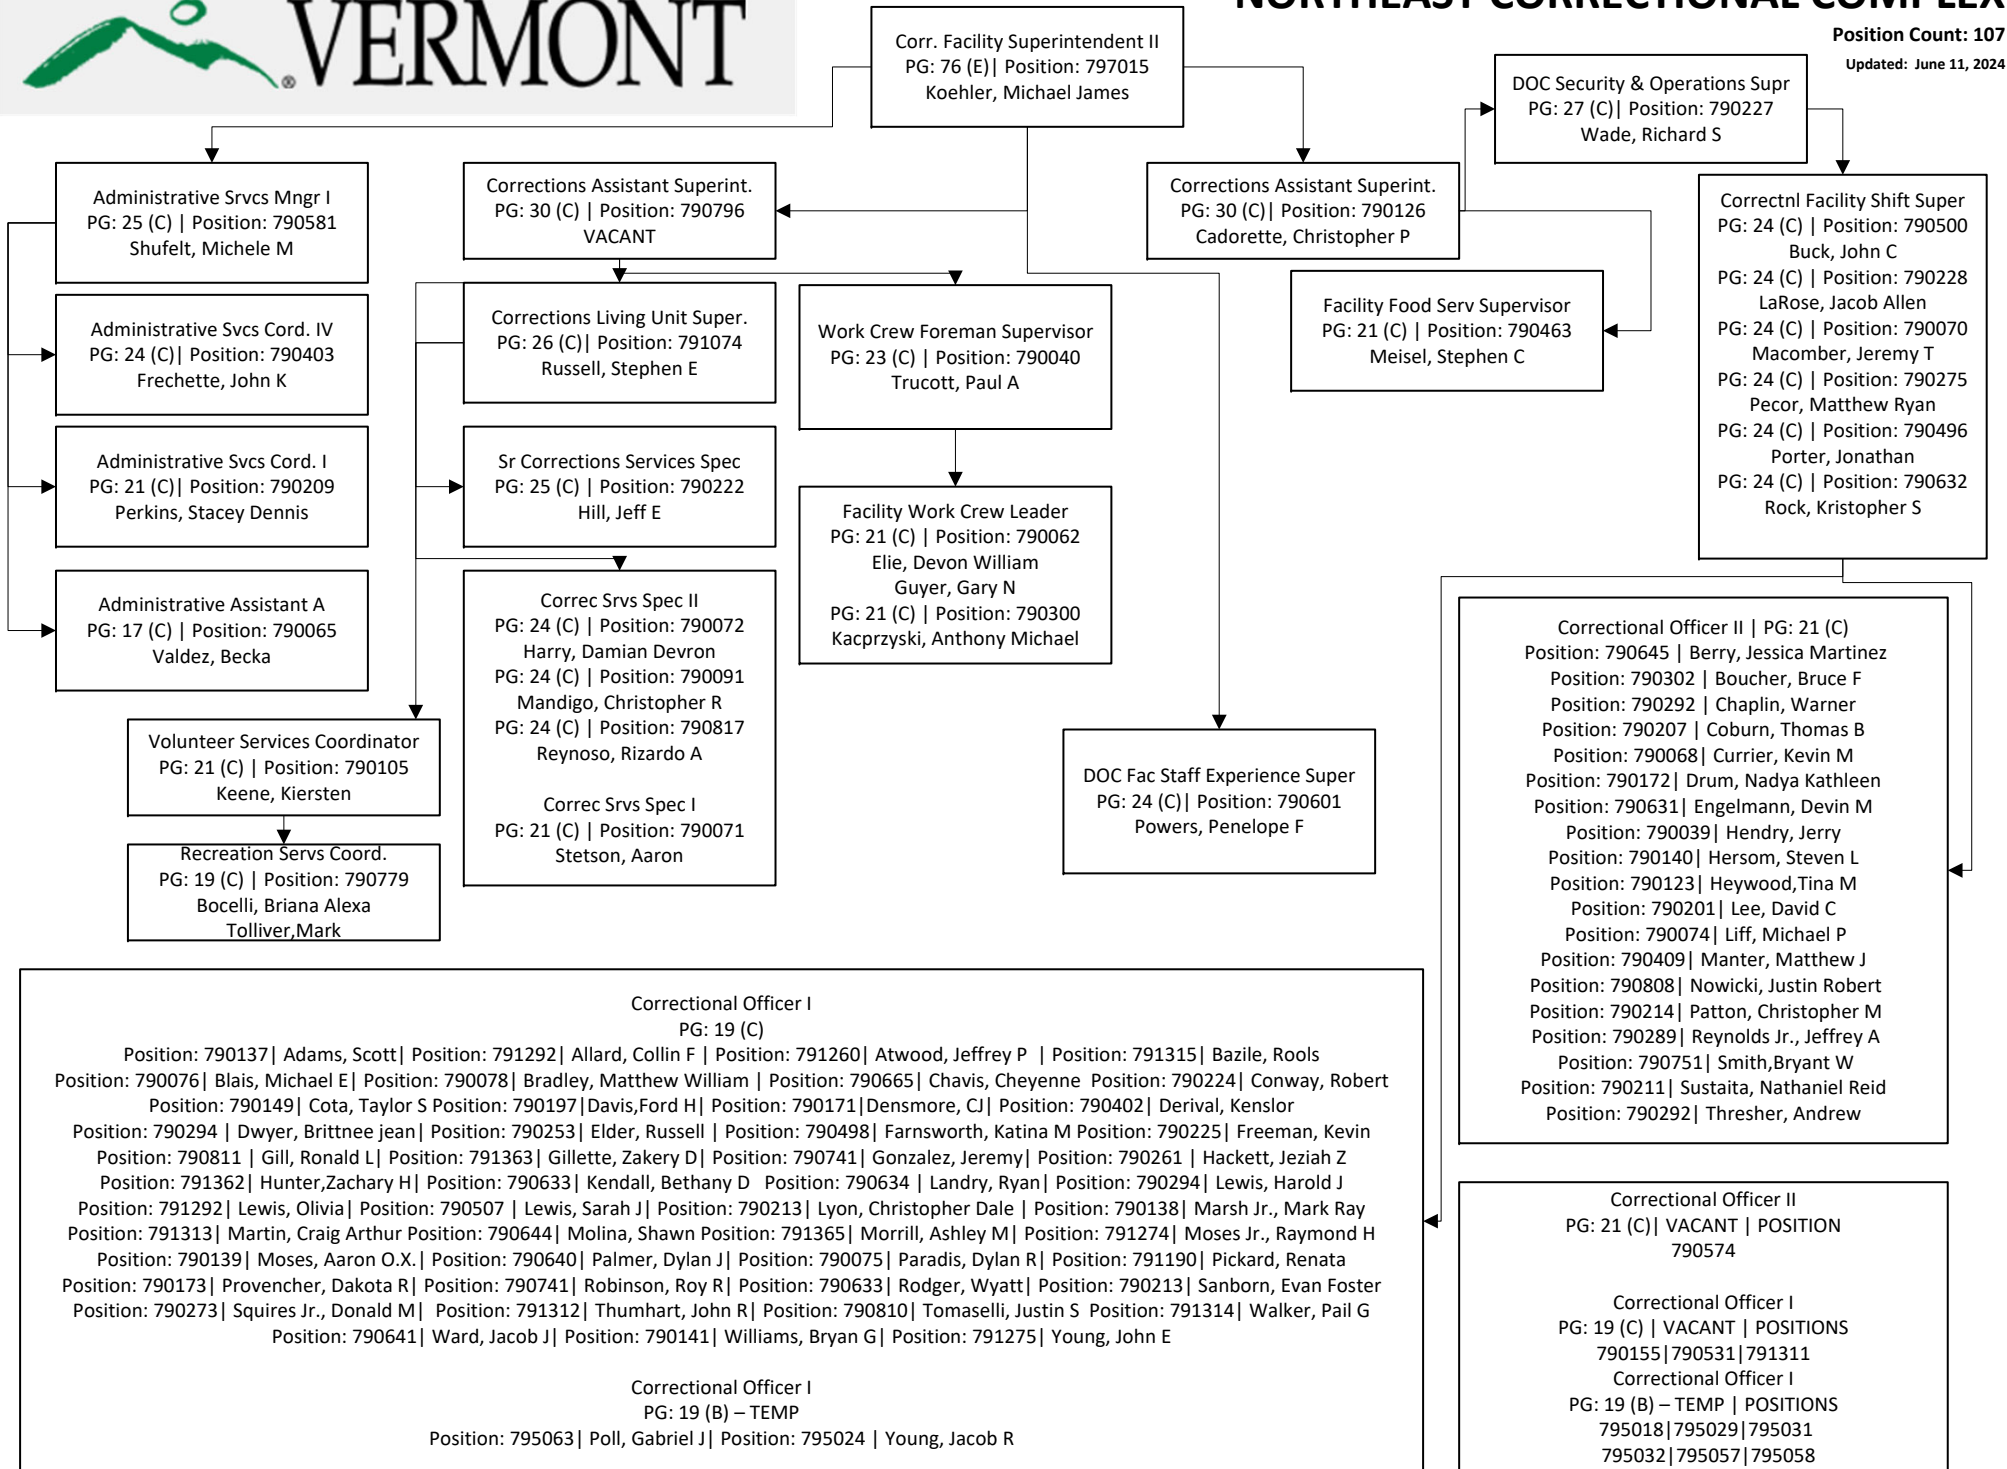 VERMONT
®
NORTHEAST CORRECTIONAL COMPLEX
Position Count: 107
Updated: June 11, 2024
Corr. Facility Superintendent II
PG: 76 (E)| Position: 797015
Koehler, Michael James
DOC Security & Operations Supr
PG: 27 (C)| Position: 790227
Wade, Richard S
Administrative Srvcs Mngr I
PG: 25 (C) | Position: 790581
Shufelt, Michele M
Corrections Assistant Superint.
PG: 30 (C) | Position: 790796
VACANT
Corrections Assistant Superint.
PG: 30 (C)| Position: 790126
Cadorette, Christopher P
Correctnl Facility Shift Super
PG: 24 (C) | Position: 790500
Buck, John C
PG: 24 (C) | Position: 790228
LaRose, Jacob Allen
PG: 24 (C) | Position: 790070
Macomber, Jeremy T
PG: 24 (C) | Position: 790275
Pecor, Matthew Ryan
PG: 24 (C) | Position: 790496
Porter, Jonathan
PG: 24 (C) | Position: 790632
Rock, Kristopher S
Administrative Svcs Cord. IV
PG: 24 (C)| Position: 790403
Frechette, John K
Corrections Living Unit Super.
PG: 26 (C)| Position: 791074
Russell, Stephen E
Work Crew Foreman Supervisor
PG: 23 (C) | Position: 790040
Trucott, Paul A
Facility Food Serv Supervisor
PG: 21 (C) | Position: 790463
Meisel, Stephen C
Administrative Svcs Cord. I
PG: 21 (C)| Position: 790209
Perkins, Stacey Dennis
Sr Corrections Services Spec
PG: 25 (C) | Position: 790222
Hill, Jeff E
Facility Work Crew Leader
PG: 21 (C) | Position: 790062
Elie, Devon William
Guyer, Gary N
PG: 21 (C) | Position: 790300
Kacprzyski, Anthony Michael
Administrative Assistant A
PG: 17 (C) | Position: 790065
Valdez, Becka
Correc Srvs Spec II
PG: 24 (C) | Position: 790072
Harry, Damian Devron
PG: 24 (C) | Position: 790091
Mandigo, Christopher R
PG: 24 (C) | Position: 790817
Reynoso, Rizardo A
Correc Srvs Spec I
PG: 21 (C) | Position: 790071
Stetson, Aaron
Volunteer Services Coordinator
PG: 21 (C) | Position: 790105
Keene, Kiersten
Recreation Servs Coord.
PG: 19 (C) | Position: 790779
Bocelli, Briana Alexa
Tolliver,Mark
DOC Fac Staff Experience Super
PG: 24 (C)| Position: 790601
Powers, Penelope F
Correctional Officer II | PG: 21 (C)
Position: 790645 | Berry, Jessica Martinez
Position: 790302 | Boucher, Bruce F
Position: 790292 | Chaplin, Warner
Position: 790207 | Coburn, Thomas B
Position: 790068| Currier, Kevin M
Position: 790172| Drum, Nadya Kathleen
Position: 790631| Engelmann, Devin M
Position: 790039| Hendry, Jerry
Position: 790140| Hersom, Steven L
Position: 790123| Heywood,Tina M
Position: 790201| Lee, David C
Position: 790074| Liff, Michael P
Position: 790409| Manter, Matthew J
Position: 790808| Nowicki, Justin Robert
Position: 790214| Patton, Christopher M
Position: 790289| Reynolds Jr., Jeffrey A
Position: 790751| Smith,Bryant W
Position: 790211| Sustaita, Nathaniel Reid
Position: 790292| Thresher, Andrew
Correctional Officer I
PG: 19 (C)
Position: 790137| Adams, Scott| Position: 791292| Allard, Collin F | Position: 791260| Atwood, Jeffrey P | Position: 791315| Bazile, Rools
Position: 790076| Blais, Michael E| Position: 790078| Bradley, Matthew William | Position: 790665| Chavis, Cheyenne Position: 790224| Conway, Robert
Position: 790149| Cota, Taylor S Position: 790197|Davis,Ford H| Position: 790171|Densmore, CJ| Position: 790402| Derival, Kenslor
Position: 790294 | Dwyer, Brittnee jean| Position: 790253| Elder, Russell | Position: 790498| Farnsworth, Katina M Position: 790225| Freeman, Kevin
Position: 790811 | Gill, Ronald L| Position: 791363| Gillette, Zakery D| Position: 790741| Gonzalez, Jeremy| Position: 790261 | Hackett, Jeziah Z
Position: 791362| Hunter,Zachary H| Position: 790633| Kendall, Bethany D Position: 790634 | Landry, Ryan| Position: 790294| Lewis, Harold J
Position: 791292| Lewis, Olivia| Position: 790507 | Lewis, Sarah J| Position: 790213| Lyon, Christopher Dale | Position: 790138| Marsh Jr., Mark Ray
Position: 791313| Martin, Craig Arthur Position: 790644| Molina, Shawn Position: 791365| Morrill, Ashley M| Position: 791274| Moses Jr., Raymond H
Position: 790139| Moses, Aaron O.X.| Position: 790640| Palmer, Dylan J| Position: 790075| Paradis, Dylan R| Position: 791190| Pickard, Renata
Position: 790173| Provencher, Dakota R| Position: 790741| Robinson, Roy R| Position: 790633| Rodger, Wyatt| Position: 790213| Sanborn, Evan Foster
Position: 790273| Squires Jr., Donald M| Position: 791312| Thumhart, John R| Position: 790810| Tomaselli, Justin S Position: 791314| Walker, Pail G
Position: 790641| Ward, Jacob J| Position: 790141| Williams, Bryan G| Position: 791275| Young, John E
Correctional Officer I
PG: 19 (B) – TEMP
Position: 795063| Poll, Gabriel J| Position: 795024 | Young, Jacob R
Correctional Officer II
PG: 21 (C)| VACANT | POSITION
790574
Correctional Officer I
PG: 19 (C) | VACANT | POSITIONS
790155|790531|791311
Correctional Officer I
PG: 19 (B) – TEMP | POSITIONS
795018|795029|795031
795032|795057|795058